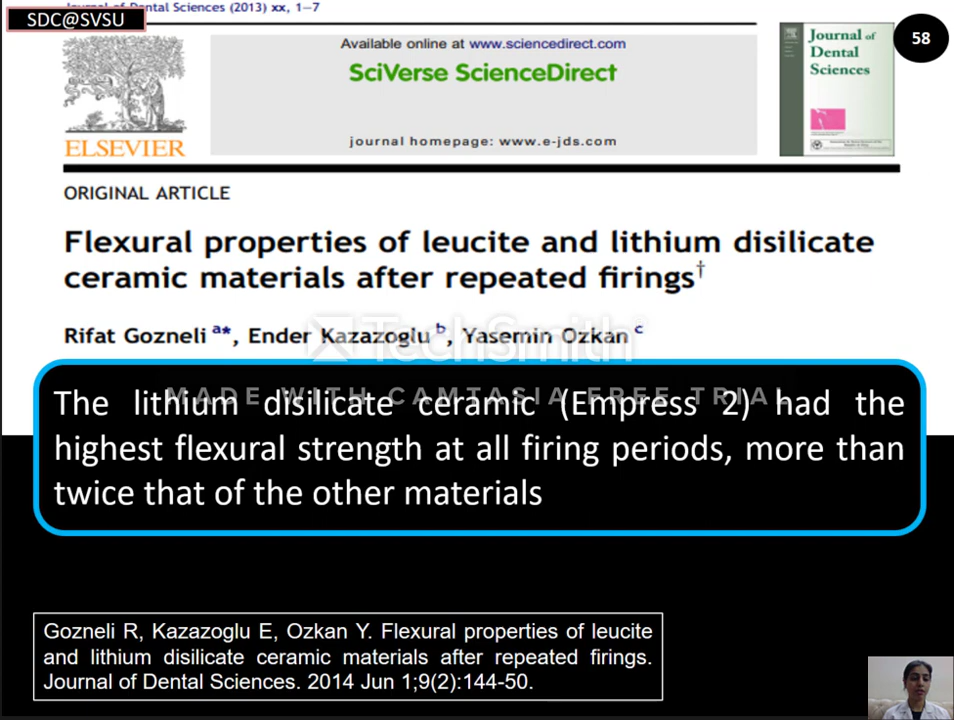 Journal of Dental Sciences (2013) xx, 1–7
SDC@SVSU
58
Available online at www.sciencedirect.com
SciVerse ScienceDirect
journal homepage: www.e-jds.com
ELSEVIER
Journal of
Dental
Sciences
ORIGINAL ARTICLE
Flexural properties of leucite and lithium disilicate
ceramic materials after repeated firings†
Rifat Gozneli a*, Ender Kazazoglu b, Yasemin Ozkan c
TechSmith
MADE WITH CAMTASIA FREE TRIAL
The lithium disilicate ceramic (Empress 2) had the
highest flexural strength at all firing periods, more than
twice that of the other materials
Gozneli R, Kazazoglu E, Ozkan Y. Flexural properties of leucite
and lithium disilicate ceramic materials after repeated firings.
Journal of Dental Sciences. 2014 Jun 1;9(2):144-50.